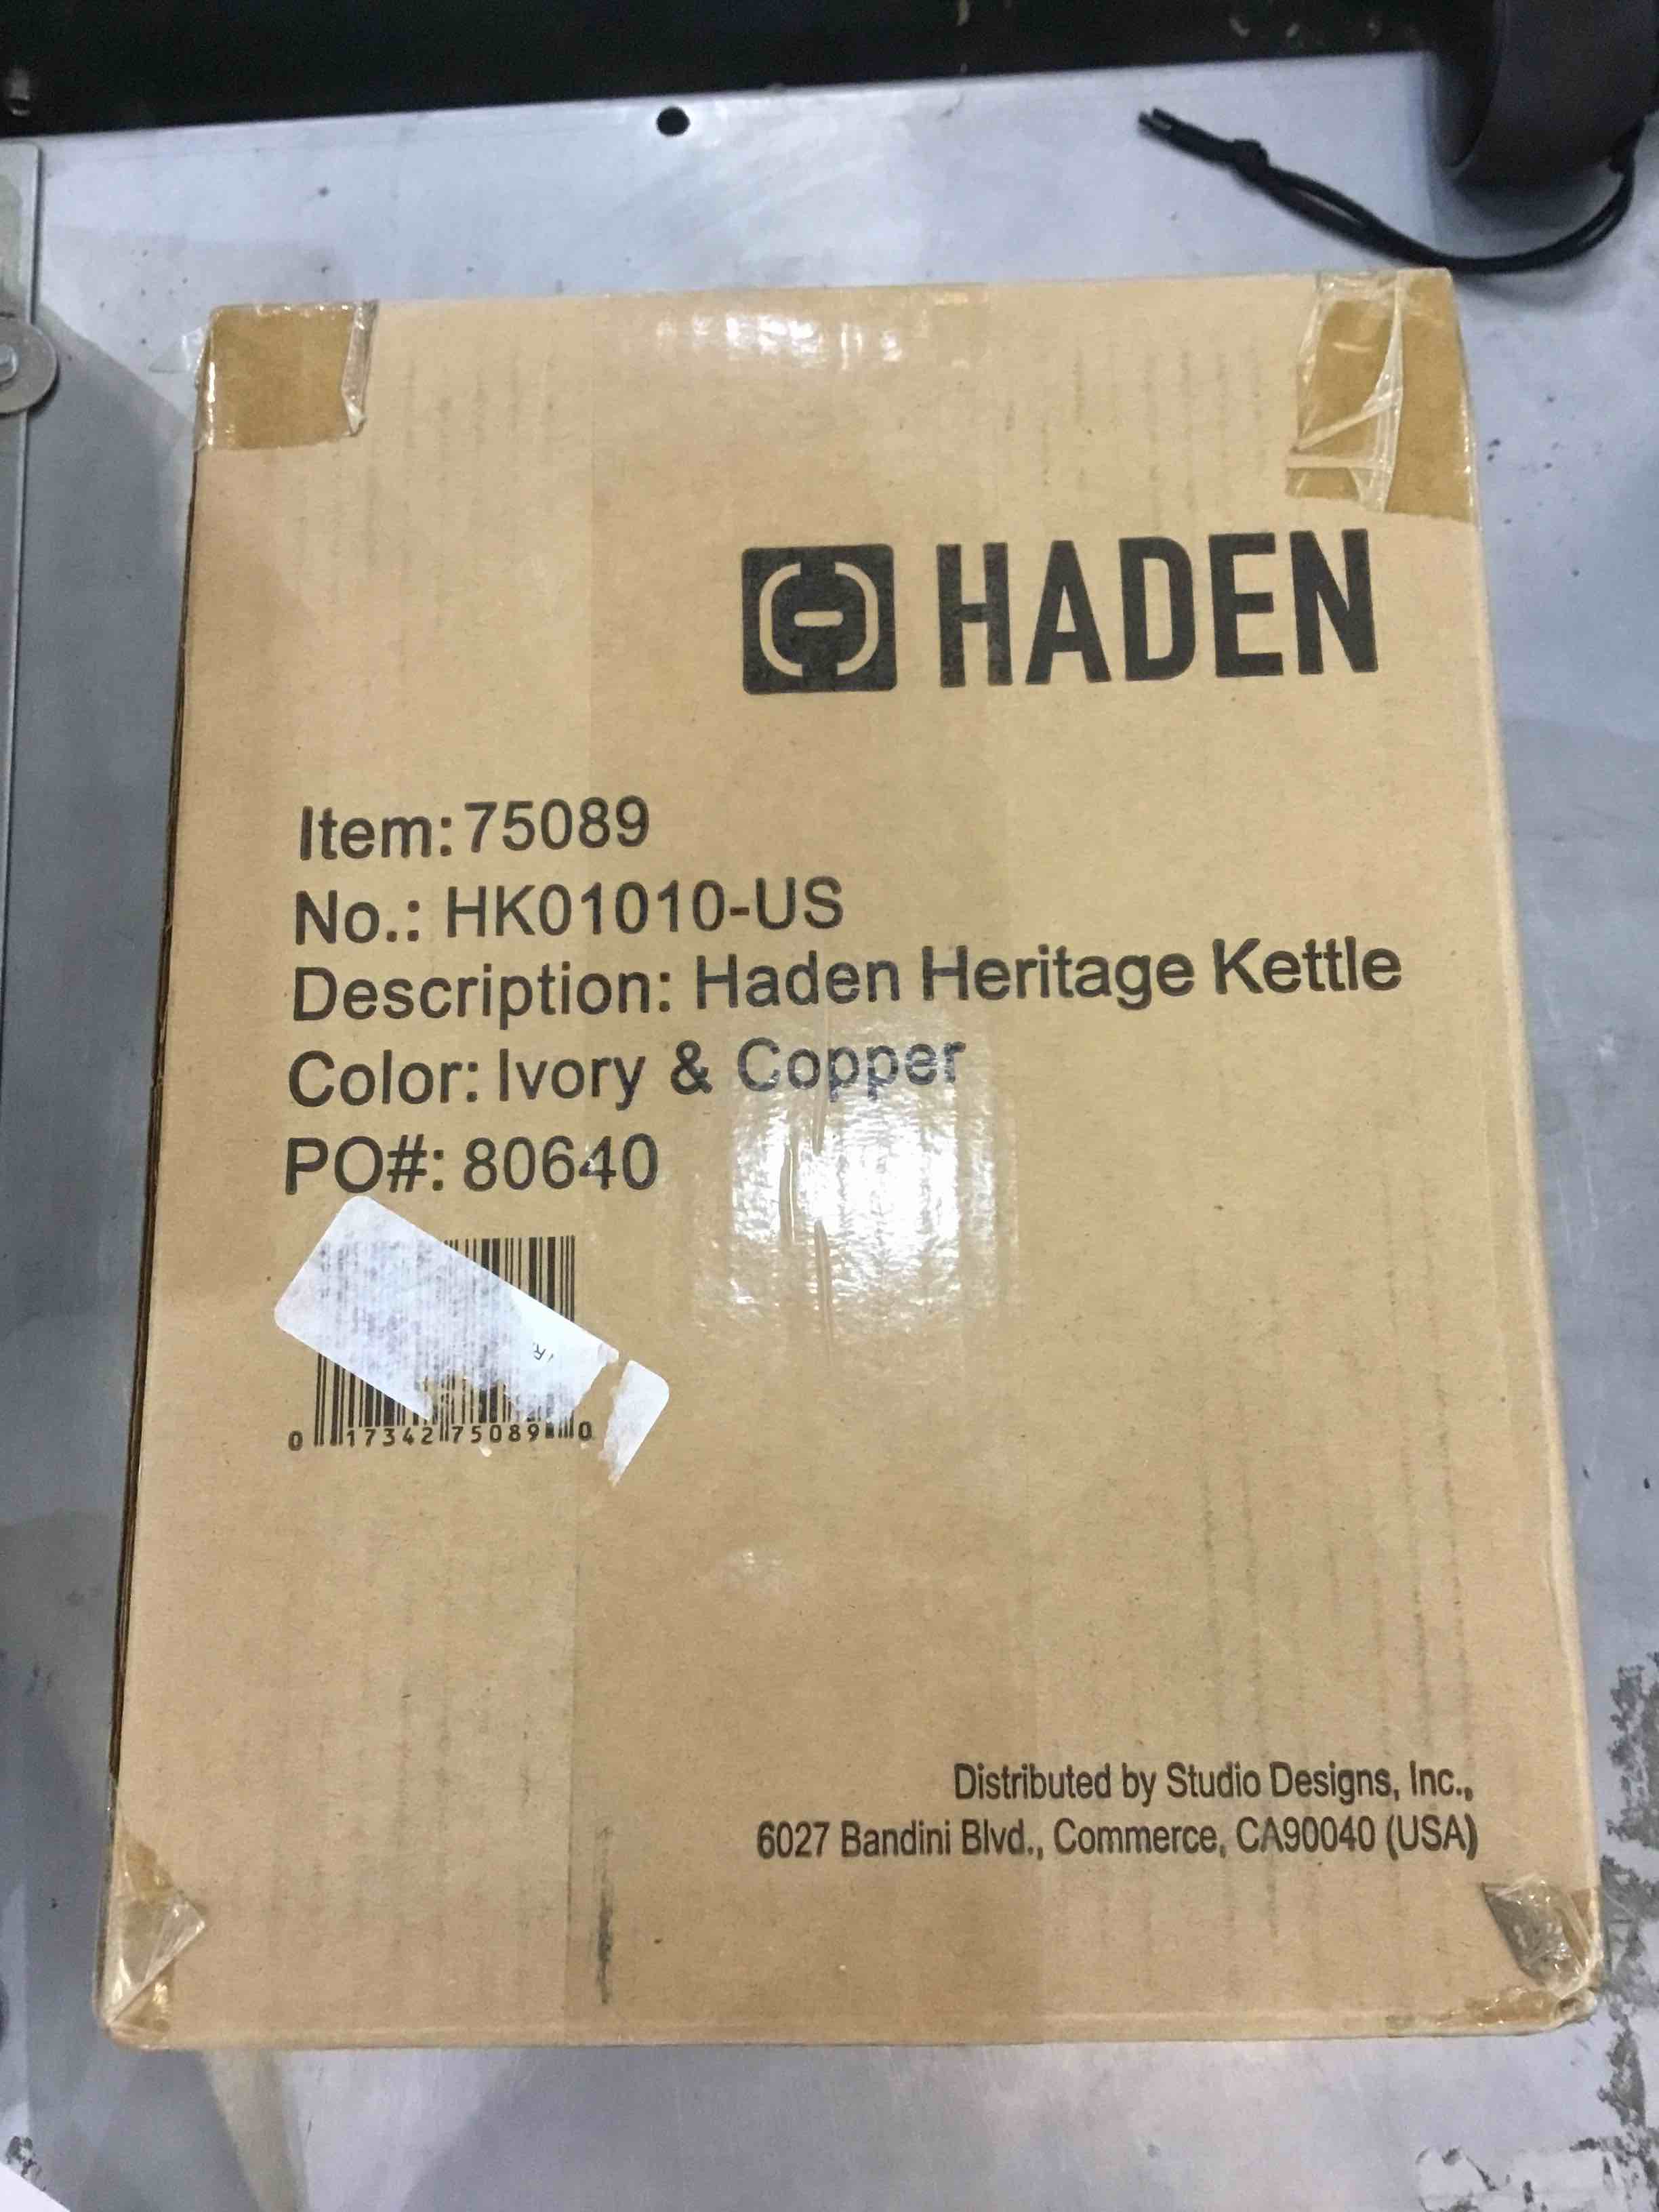 HADEN
Item: 75089
No.: HK01010-US
Description: Haden Heritage Kettle
Color: Ivory & Copper
PO#: 80640
0 17342 75089 0
Distributed by Studio Designs, Inc.,
6027 Bandini Blvd., Commerce, CA90040 (USA)